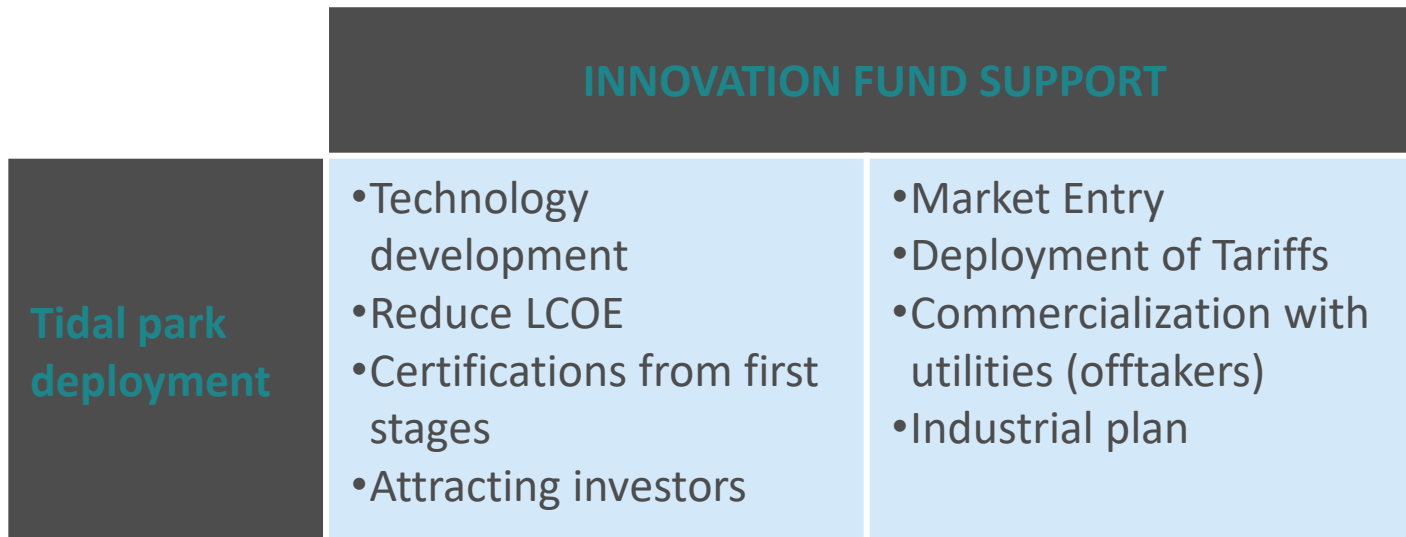 INNOVATION FUND SUPPORT
Tidal park
deployment
•Technology
development
•Reduce LCOE
•Certifications from first
stages
•Attracting investors
•Market Entry
•Deployment of Tariffs
•Commercialization with
utilities (offtakers)
•Industrial plan